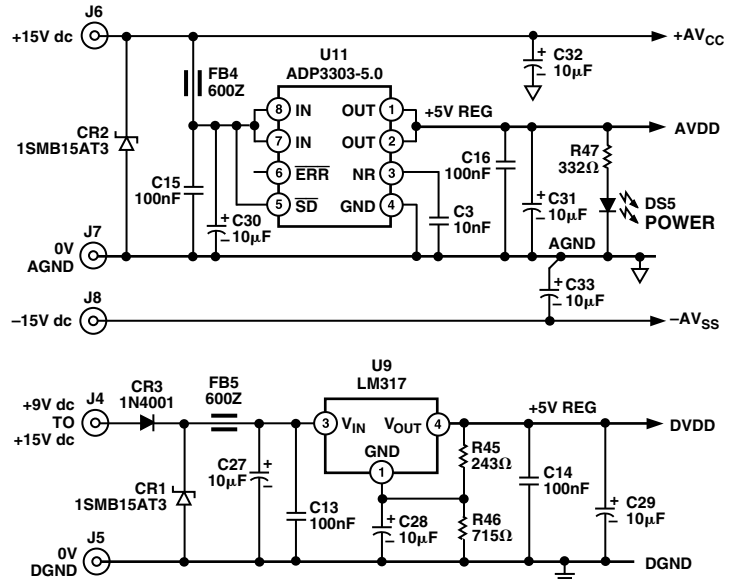 J6
+15V dc
+AVCC
U11
ADP3303-5.0
FB4
600Z
+ C32
– 10μF
8 IN
OUT 1
+5V REG
7 IN
OUT 2
AVDD
CR2
1SMB15AT3
6 ERR
NR 3
5 SD
GND 4
C15
100nF
+ C30
– 10μF
C3
10nF
C16
100nF
+ C31
– 10μF
R47
332Ω
DS5
POWER
J7
0V
AGND
AGND
+ C33
– 10μF
J8
–15V dc
–AVSS
U9
LM317
J4
+9V dc
TO
+15V dc
CR3
1N4001
FB5
600Z
3 VIN
VOUT 4
GND
1
+5V REG
DVDD
CR1
1SMB15AT3
C27
10μF
+
–
C13
100nF
+ C28
– 10μF
R45
243Ω
R46
715Ω
C14
100nF
+ C29
– 10μF
J5
0V
DGND
DGND